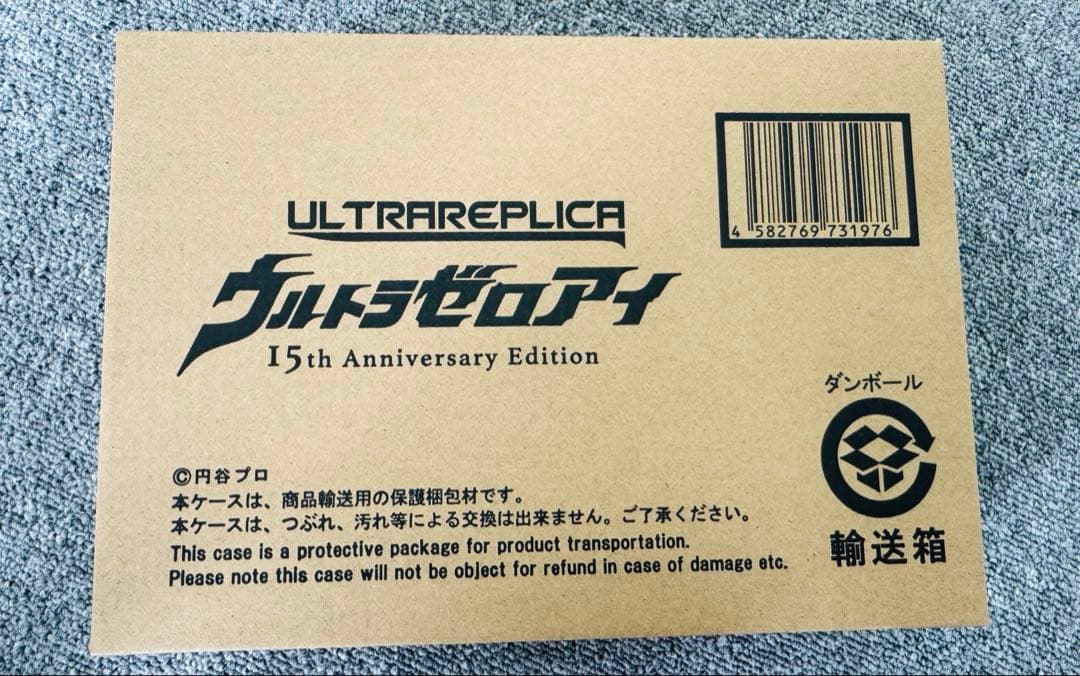 4 582769 731976
ULTRAREPLICA
ウルトラゼロアイ
15th Anniversary Edition
ダンボール
輸送箱
©円谷プロ
本ケースは、商品輸送用の保護梱包材です。
本ケースは、つぶれ、汚れ等による交換は出来ません。ご了承ください。
This case is a protective package for product transportation.
Please note this case will not be object for refund in case of damage etc.